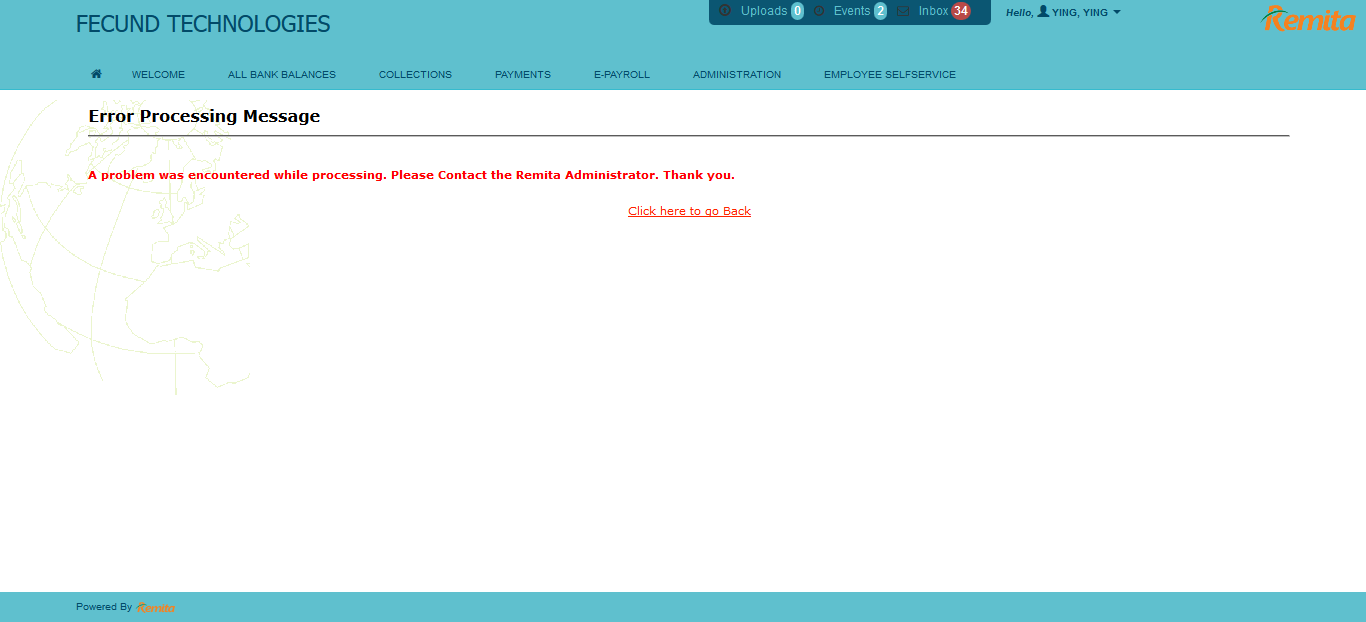 FECUND TECHNOLOGIES
Uploads 0 Events 2 Inbox 34
Hello, YING, YING
Remita
WELCOME ALL BANK BALANCES COLLECTIONS PAYMENTS E-PAYROLL ADMINISTRATION EMPLOYEE SELFSERVICE
Error Processing Message
A problem was encountered while processing. Please Contact the Remita Administrator. Thank you.
Click here to go Back
Powered By Remita